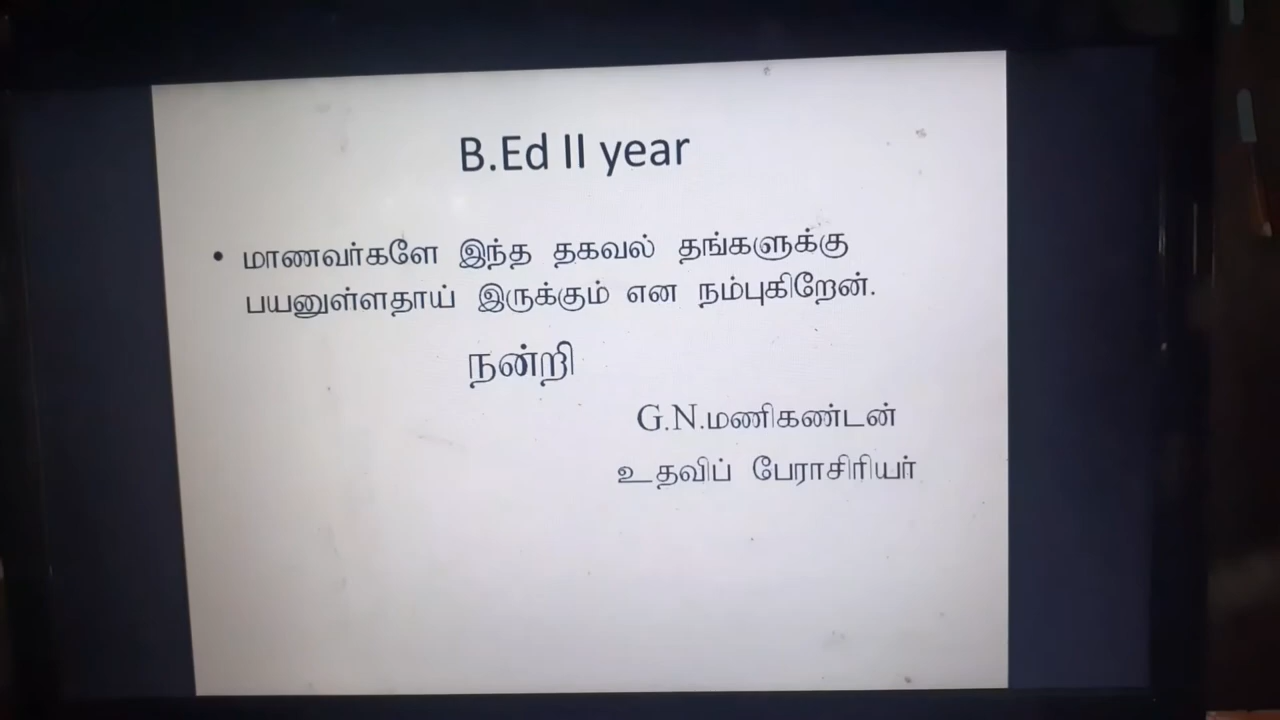 B.Ed II year
• மாணவர்களே இந்த தகவல் தங்களுக்கு
பயனுள்ளதாய் இருக்கும் என நம்புகிறேன்.
நன்றி
G.N.மணிகண்டன்
உதவிப் பேராசிரியர்